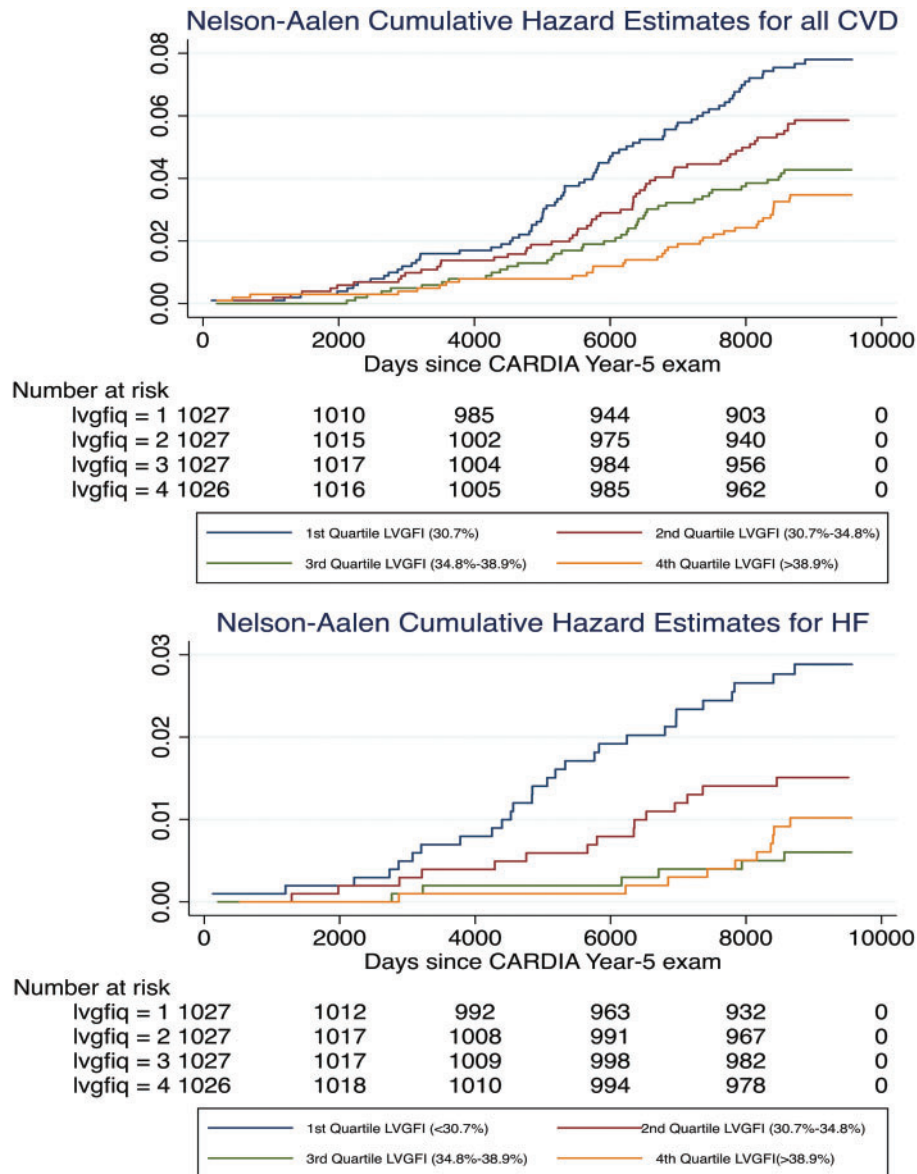 Nelson-Aalen Cumulative Hazard Estimates for all CVD
0.08
0.06
0.04
0.02
0.00
0 2000 4000 6000 8000 10000
Days since CARDIA Year-5 exam
Number at risk
lvgfiq = 1 1027 1010 985 944 903 0
lvgfiq = 2 1027 1015 1002 975 940 0
lvgfiq = 3 1027 1017 1004 984 956 0
lvgfiq = 4 1026 1016 1005 985 962 0
1st Quartile LVGFI (30.7%) 2nd Quartile LVGFI (30.7%-34.8%)
3rd Quartile LVGFI (34.8%-38.9%) 4th Quartile LVGFI (>38.9%)
Nelson-Aalen Cumulative Hazard Estimates for HF
0.03
0.02
0.01
0.00
0 2000 4000 6000 8000 10000
Days since CARDIA Year-5 exam
Number at risk
lvgfiq = 1 1027 1012 992 963 932 0
lvgfiq = 2 1027 1017 1008 991 967 0
lvgfiq = 3 1027 1017 1009 998 982 0
lvgfiq = 4 1026 1018 1010 994 978 0
1st Quartile LVGFI (<30.7%) 2nd Quartile LVGFI (30.7%-34.8%)
3rd Quartile LVGFI (34.8%-38.9%) 4th Quartile LVGFI(>38.9%)